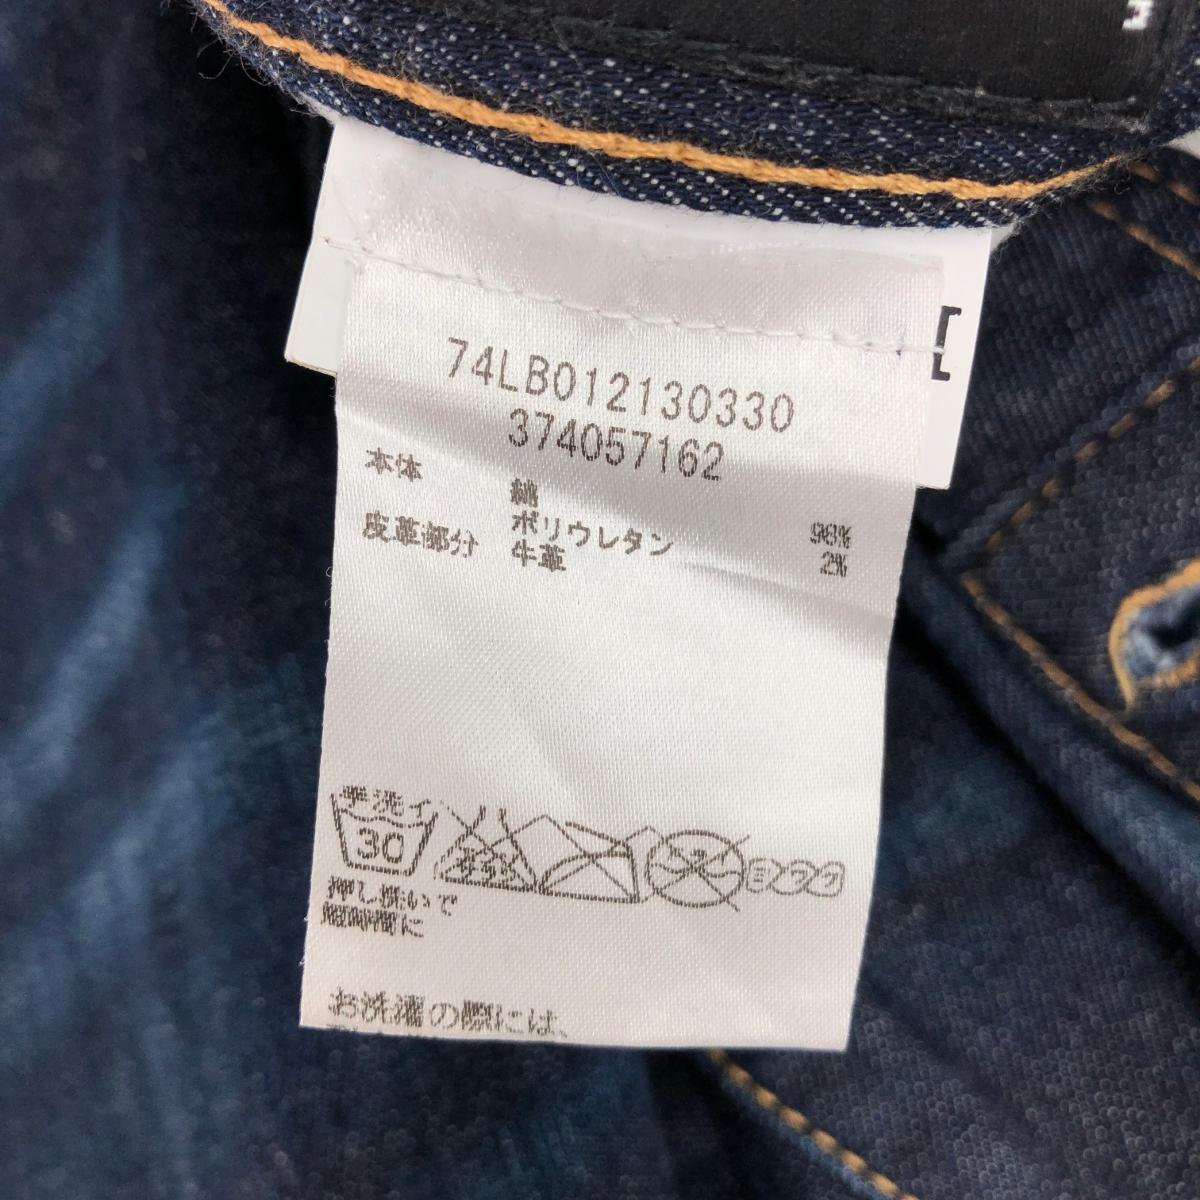 74LB012130330
374057162
本体 綿 98%
ポリウレタン 2%
皮革部分 牛革
手洗イ
30
押し洗いで
短時間に
お洗濯の際には、